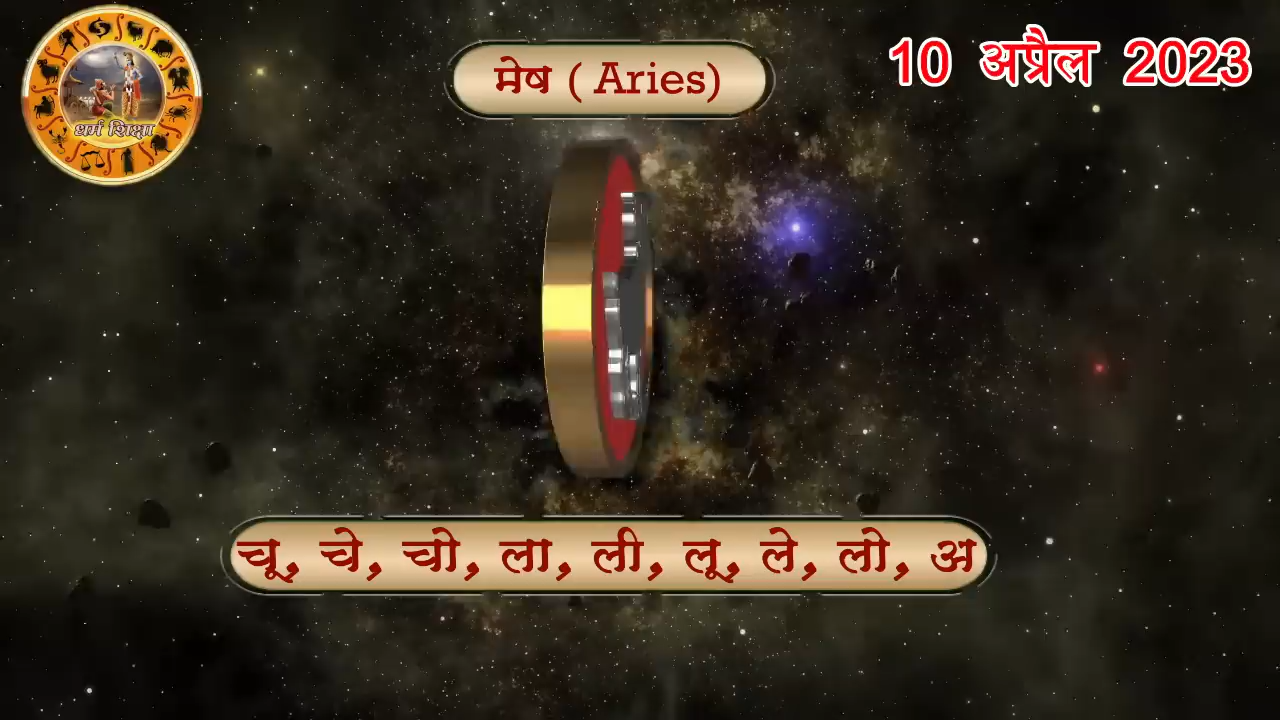 10 अप्रैल 2023
मेष ( Aries)
धर्म शिक्षा
चू, चे, चो, ला, ली, लू, ले, लो, अ